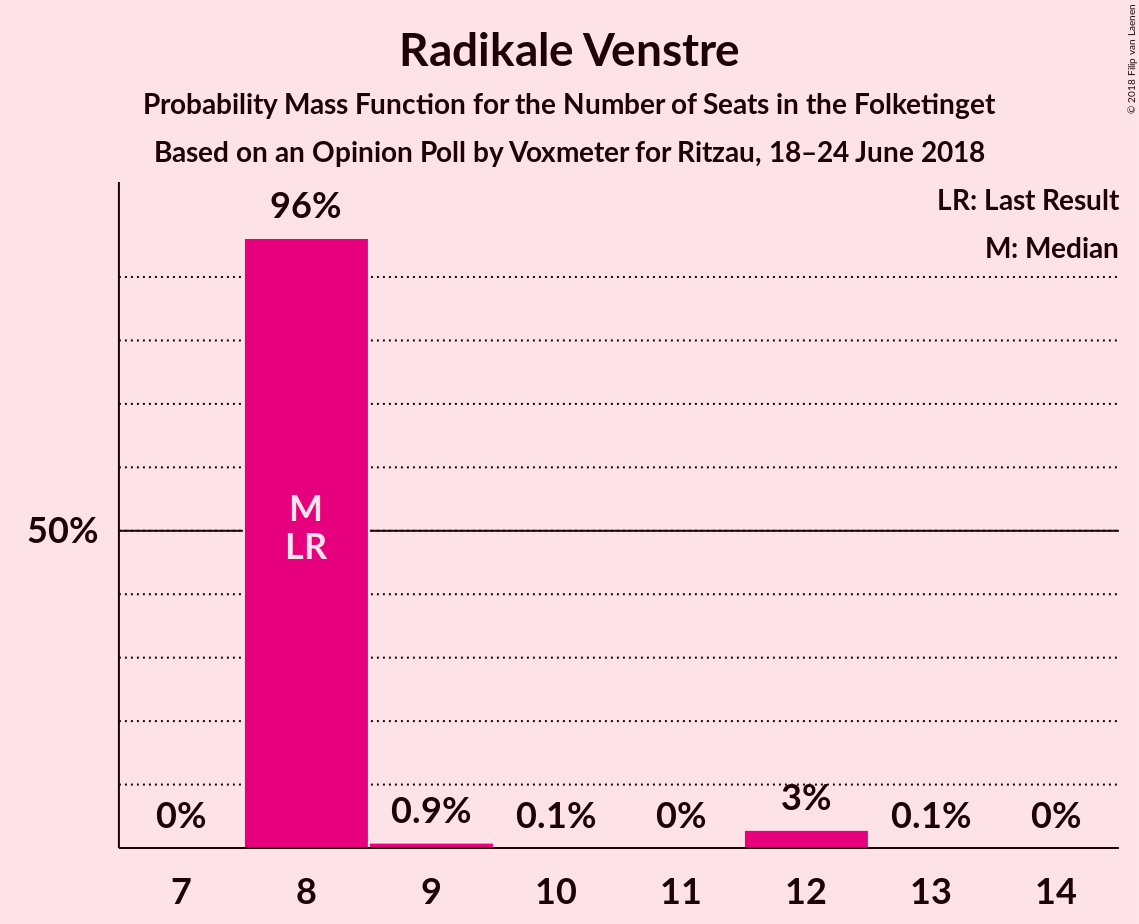 Radikale Venstre
Probability Mass Function for the Number of Seats in the Folketinget
Based on an Opinion Poll by Voxmeter for Ritzau, 18–24 June 2018
© 2018 Filip van Laenen
LR: Last Result
M: Median
96%
50%
M
LR
0%
0.9%
0.1%
0%
3%
0.1%
0%
7
8
9
10
11
12
13
14